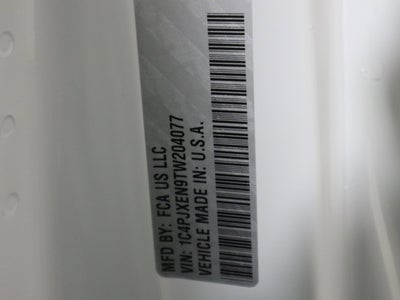 MFD BY: FCA US LLC
VIN: 1C4PJXEN9TW204077
VEHICLE MADE IN: U.S.A.